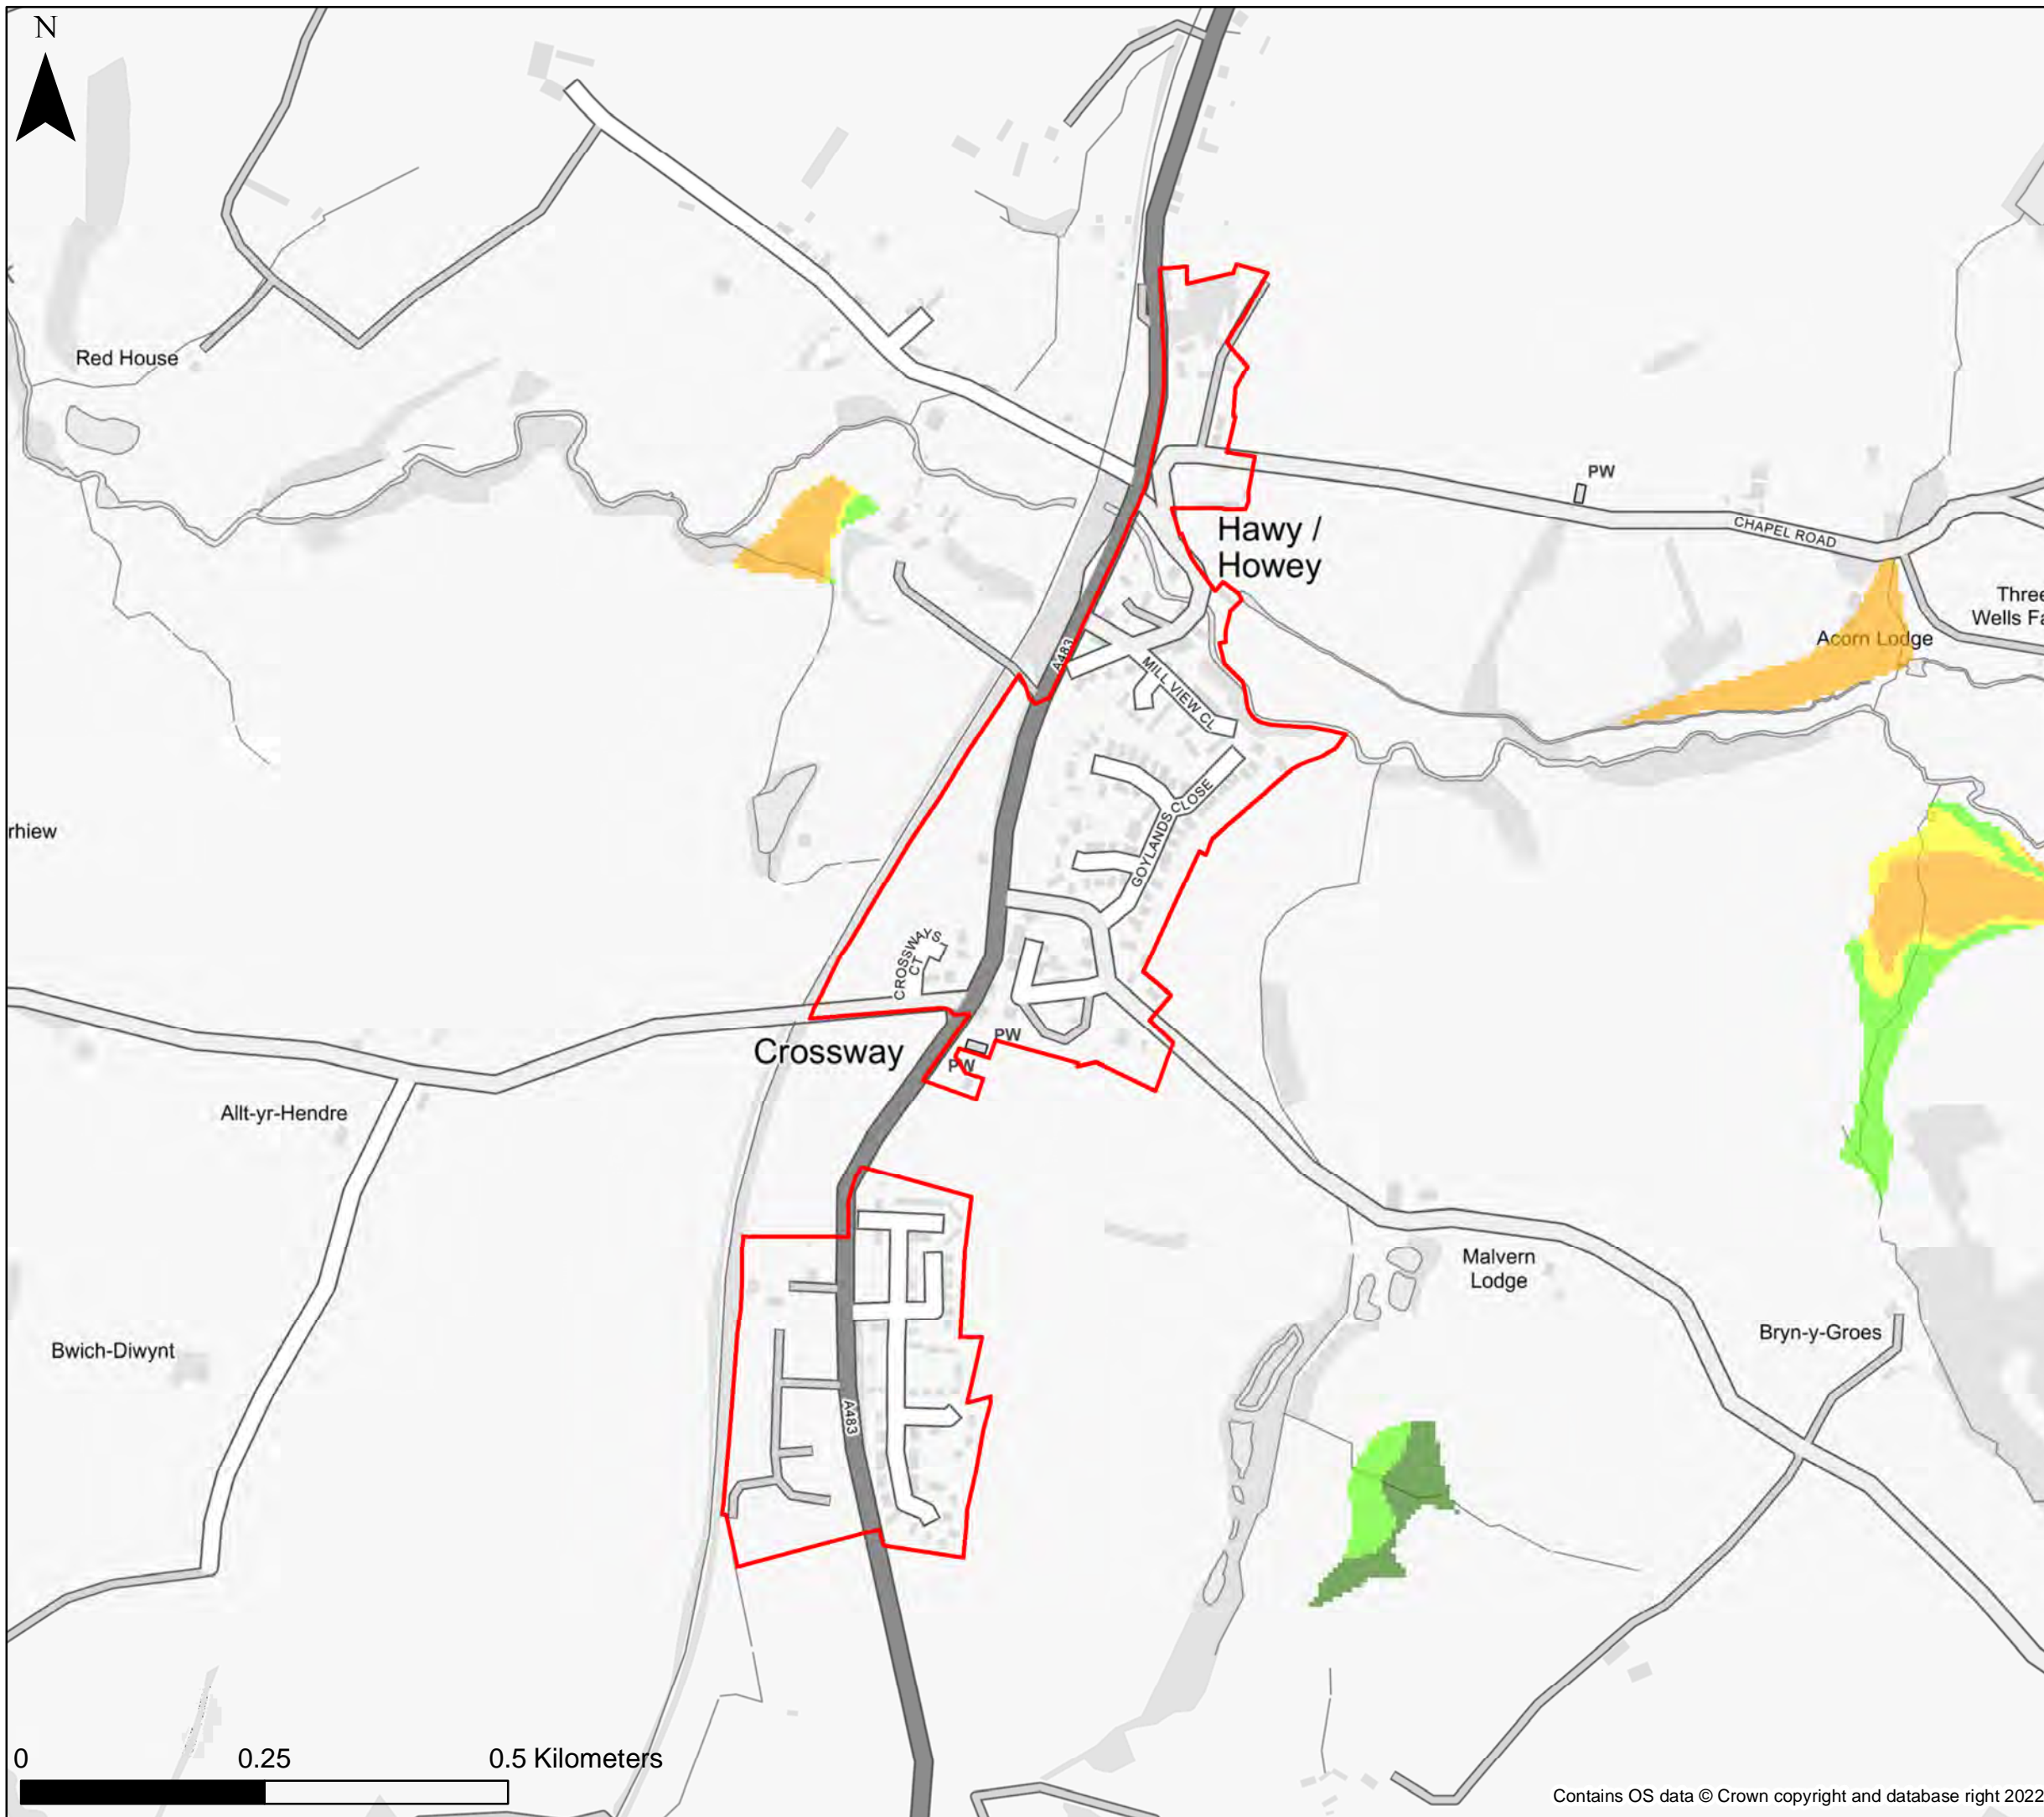 N
Red House
PW
Hawy /
Howey
CHAPEL ROAD
Three
Wells Fa
Acorn Lodge
A483
MILL VIEW CL
GOYLANDS CLOSE
rhiew
CROSSWAYS
CT
PW
Crossway
PW
Allt-yr-Hendre
Malvern
Lodge
Bryn-y-Groes
Bwich-Diwynt
A483
0 0.25 0.5 Kilometers
Contains OS data © Crown copyright and database right 2022